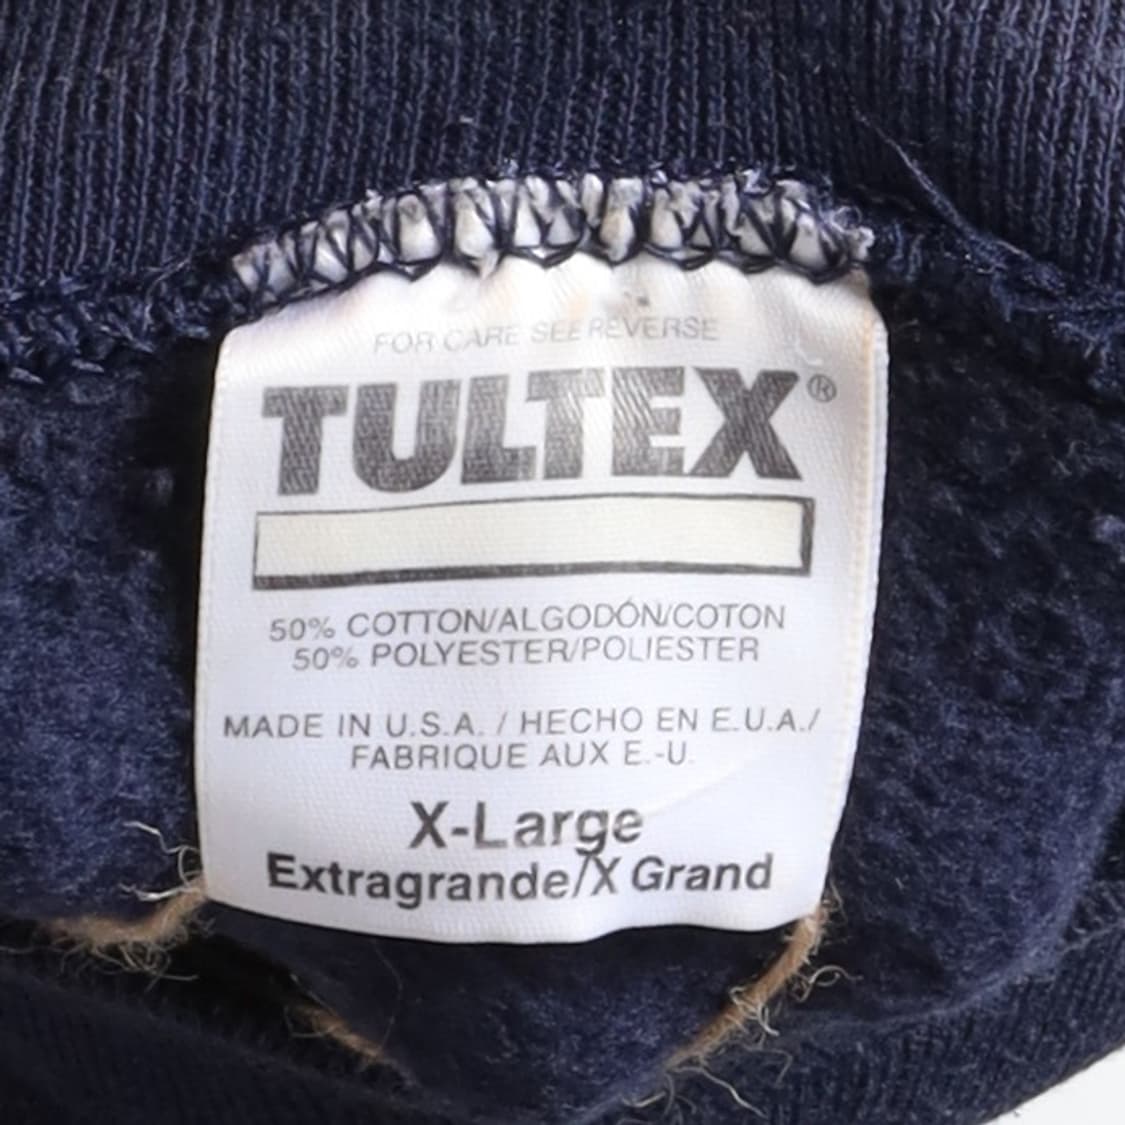 FOR CARE SEE REVERSE
TULTEX®
50% COTTON/ALGODÓN/COTON
50% POLYESTER/POLIESTER
MADE IN U.S.A. / HECHO EN E.U.A./
FABRIQUE AUX E.-U.
X-Large
Extragrande/X Grand